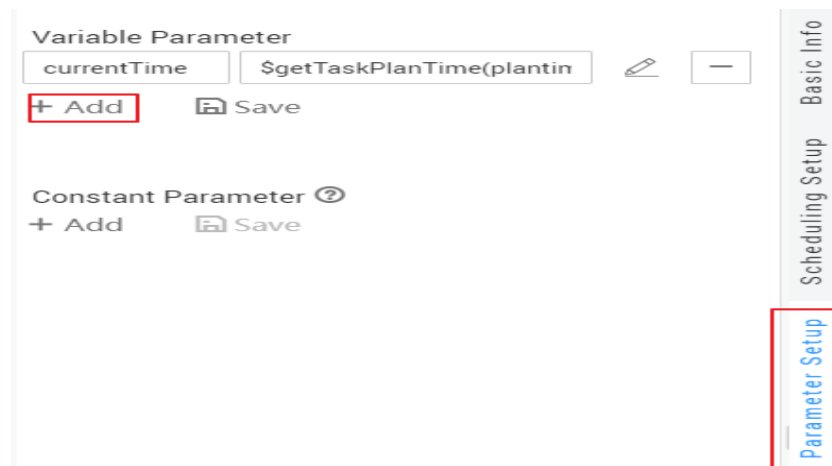 Variable Parameter
currentTime $getTaskPlanTime(plantin
+ Add Save
Constant Parameter ?
+ Add Save
Basic Info
Scheduling Setup
Parameter Setup